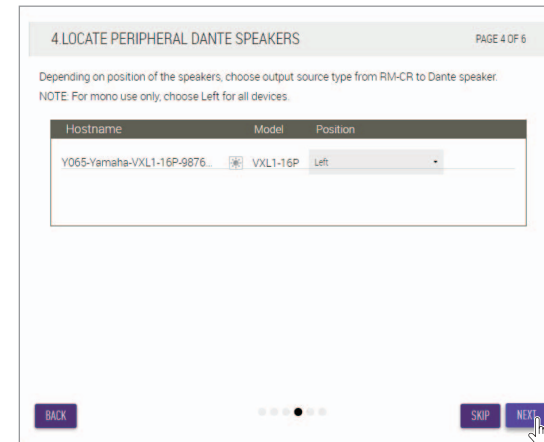 4.LOCATE PERIPHERAL DANTE SPEAKERS PAGE 4 OF 6
Depending on position of the speakers, choose output source type from RM-CR to Dante speaker.
NOTE: For mono use only, choose Left for all devices.
Hostname Model Position
Y065-Yamaha-VXL1-16P-9876... VXL1-16P Left
BACK SKIP NEXT